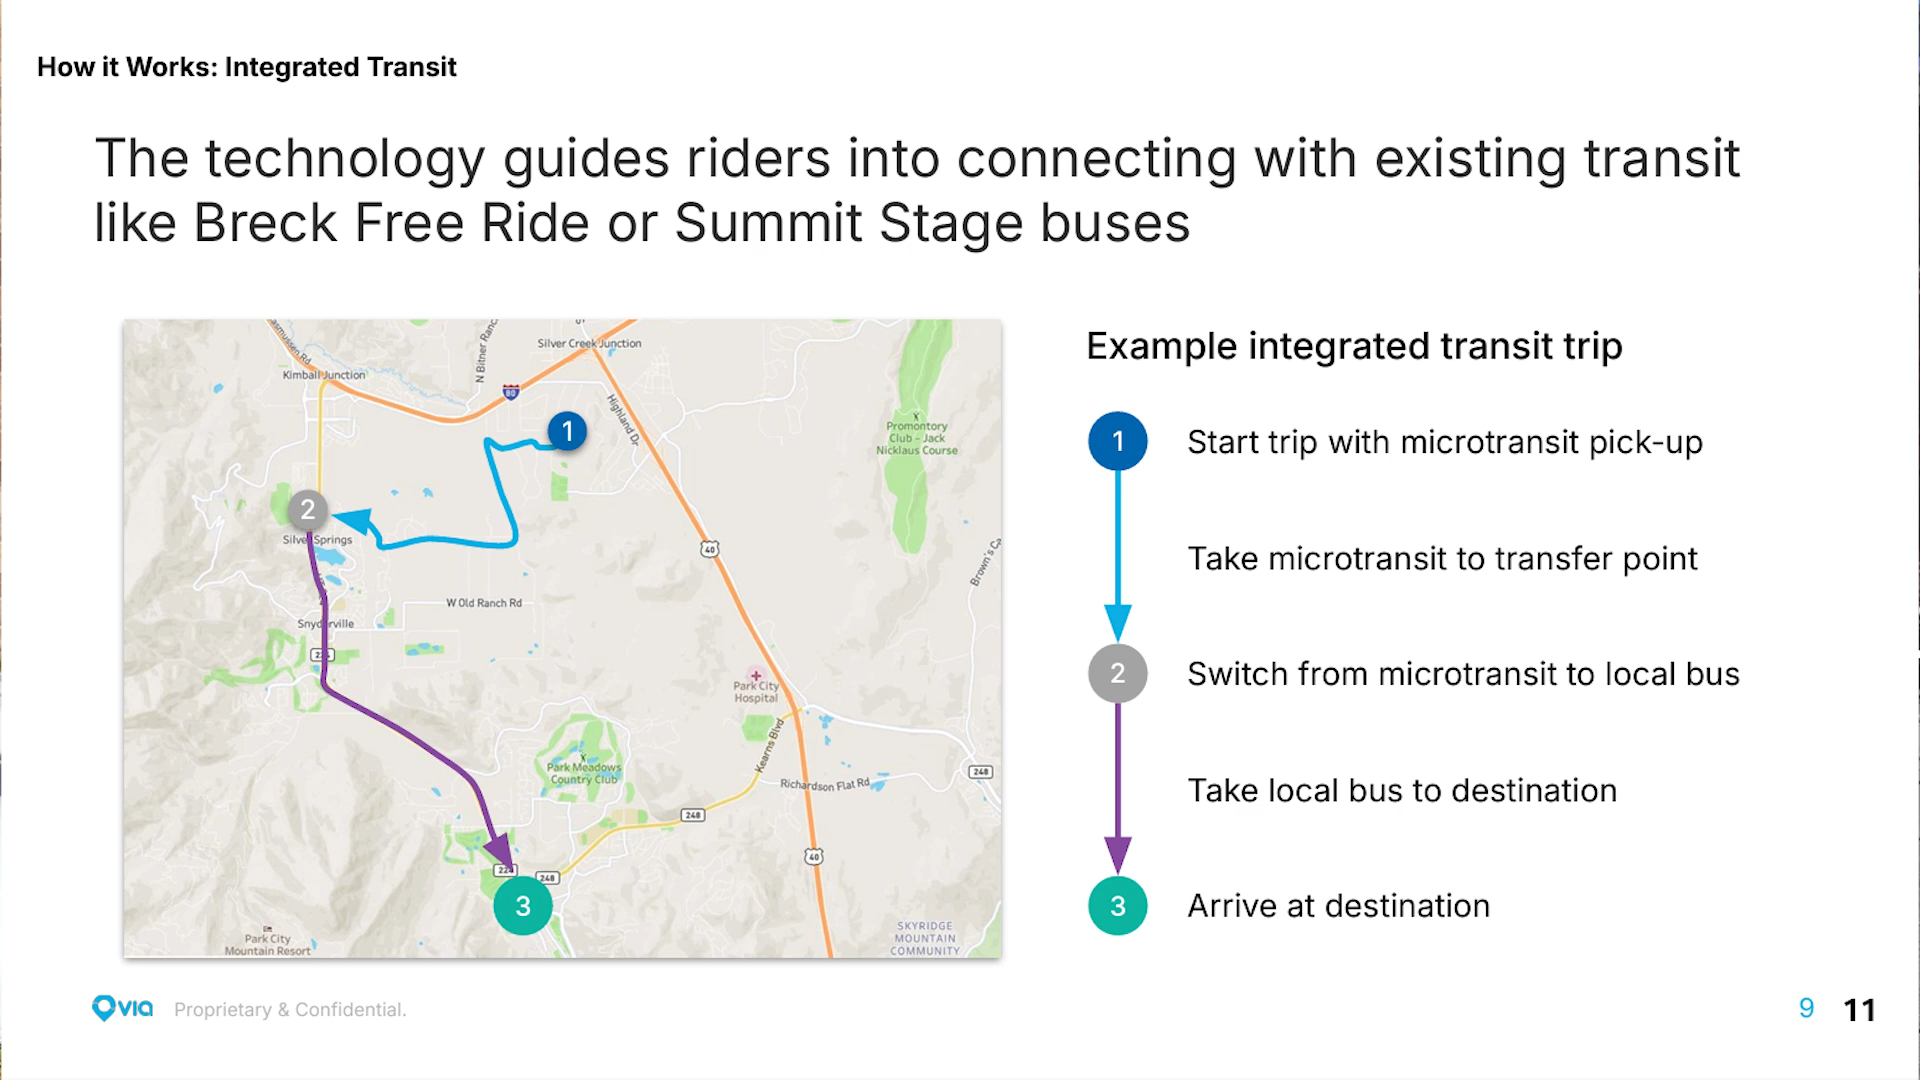 How it Works: Integrated Transit
The technology guides riders into connecting with existing transit
like Breck Free Ride or Summit Stage buses
Silver Creek Junction
N Bitner Ranc
Kimball Junction
80
Highland Dr
1
Promontory
Club - Jack
Nicklaus Course
2
Silver Springs
40
Brown's Ca
W Old Ranch Rd
Park City
Hospital
Kearns Blvd
Park Meadows
Country Club
Richardson Flat Rd
248
248
40
248
3
Park City
Mountain Resort
SKYRIDGE
MOUNTAIN
COMMUNITY
Example integrated transit trip
1 Start trip with microtransit pick-up
Take microtransit to transfer point
2 Switch from microtransit to local bus
Take local bus to destination
3 Arrive at destination
via Proprietary & Confidential.
9 11